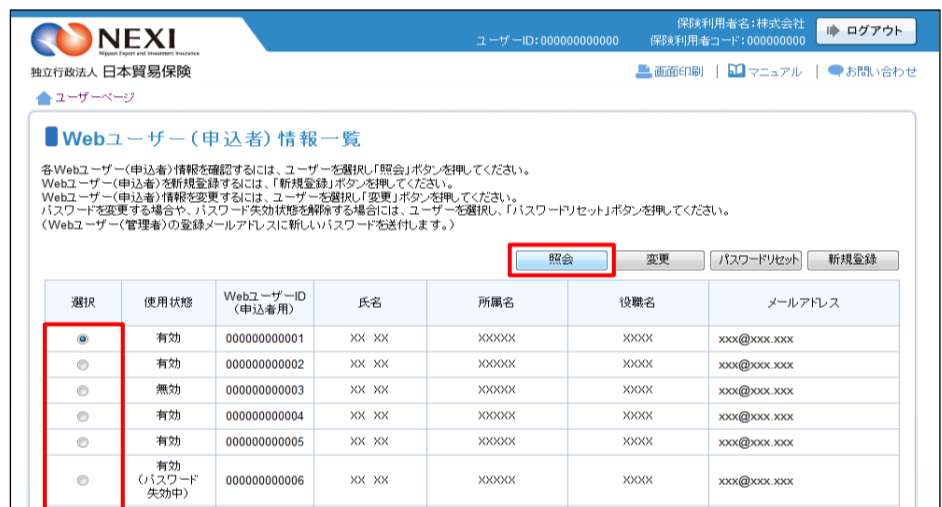 NEXI
Nippon Export and Investment Insurance
ユーザーID:000000000000
保険利用者名:株式会社
保険利用者コード:000000000
ログアウト
独立行政法人 日本貿易保険
画面印刷 | マニュアル | お問い合わせ
ユーザーページ
Webユーザー(申込者)情報一覧
各Webユーザー(申込者)情報を確認するには、ユーザーを選択し「照会」ボタンを押してください。
Webユーザー(申込者)を新規登録するには、「新規登録」ボタンを押してください。
Webユーザー(申込者)情報を変更するには、ユーザーを選択し「変更」ボタンを押してください。
パスワードを変更する場合や、パスワード失効状態を解除する場合には、ユーザーを選択し、「パスワードリセット」ボタンを押してください。
(Webユーザー(管理者)の登録メールアドレスに新しいパスワードを送付します。)
照会 変更 パスワードリセット 新規登録
選択 使用状態 WebユーザーID (申込者用) 氏名 所属名 役職名 メールアドレス
有効 000000000001 XX XX XXXXX XXXX xxx@xxx.xxx
有効 000000000002 XX XX XXXXX XXXX xxx@xxx.xxx
無効 000000000003 XX XX XXXXX XXXX xxx@xxx.xxx
有効 000000000004 XX XX XXXXX XXXX xxx@xxx.xxx
有効 000000000005 XX XX XXXXX XXXX xxx@xxx.xxx
有効 (パスワード 失効中) 000000000006 XX XX XXXXX XXXX xxx@xxx.xxx